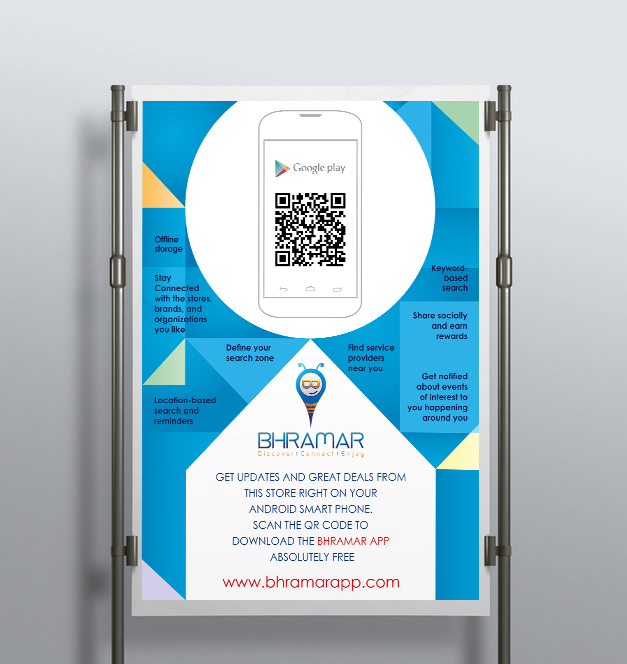 Google play
Offline
storage
Stay
Connected
with the stores,
brands, and
organizations
you like
Define your
search zone
Location-based
search and
reminders
Keyword-
based
search
Share socially
and earn
rewards
Find service
providers
near you
Get notified
about events
of interest to
you happening
around you
BHRAMAR
Discover • Connect • Enjoy
GET UPDATES AND GREAT DEALS FROM
THIS STORE RIGHT ON YOUR
ANDROID SMART PHONE.
SCAN THE QR CODE TO
DOWNLOAD THE BHRAMAR APP
ABSOLUTELY FREE
www.bhramarapp.com